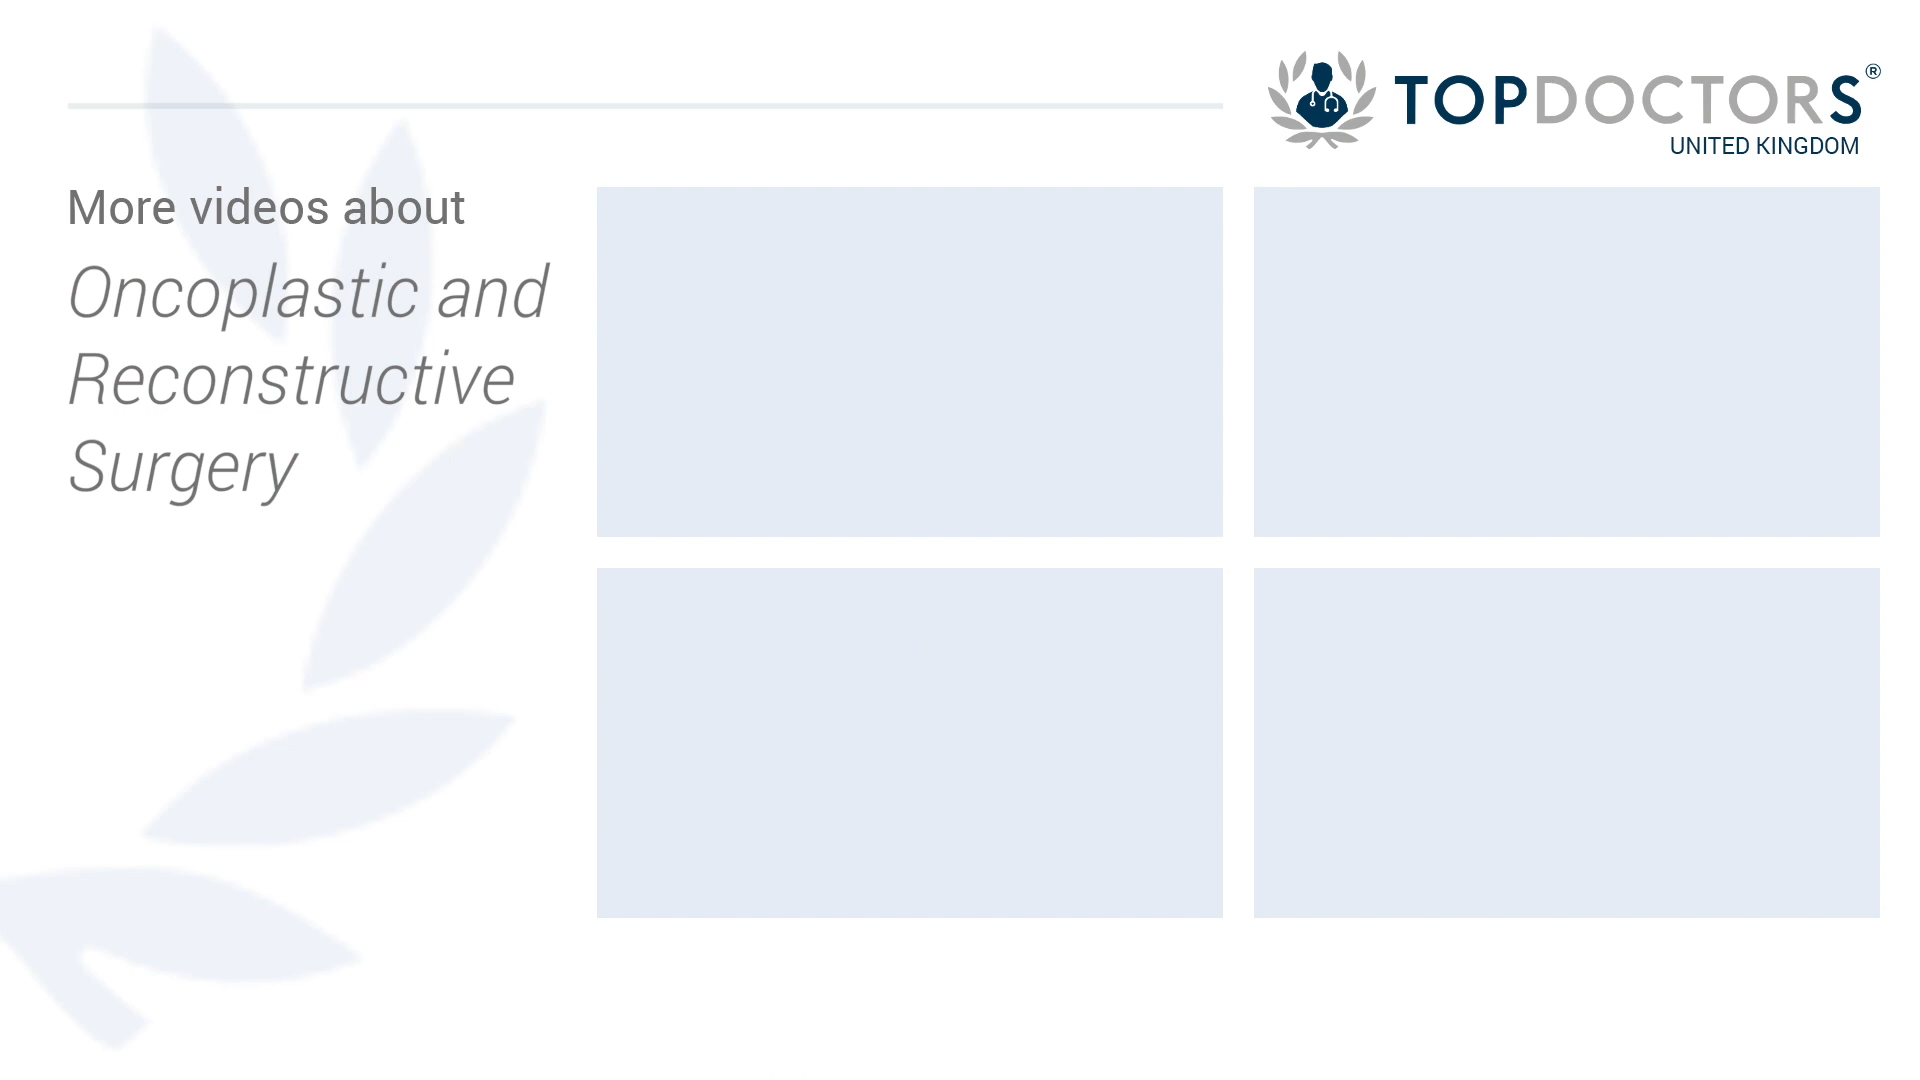 TOPDOCTORS®
UNITED KINGDOM
More videos about
Oncoplastic and
Reconstructive
Surgery